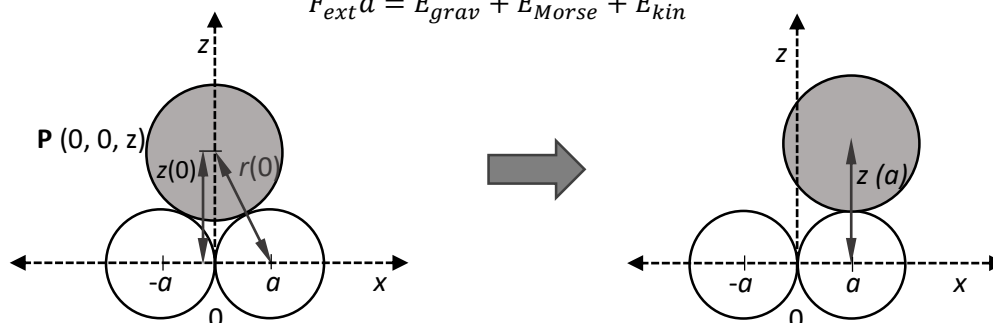 F_ext a = E_grav + E_Morse + E_kin
z
z
P (0, 0, z)
z(0)
r(0)
z (a)
-a
a
x
-a
a
x
0
0